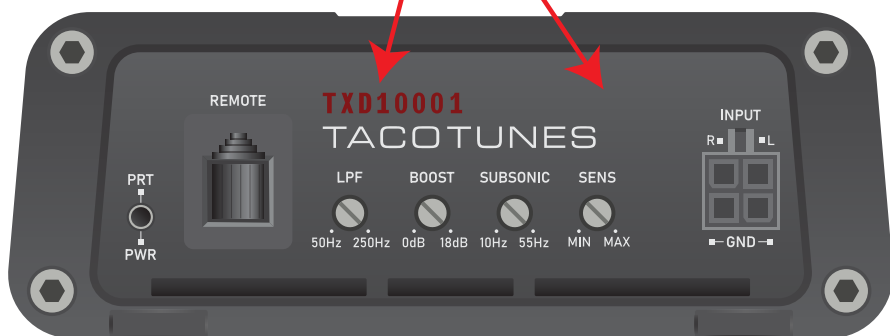 REMOTE
TXD10001
TACOTUNES
INPUT
R L
PRT
PWR
LPF BOOST SUBSONIC SENS
50Hz 250Hz 0dB 18dB 10Hz 55Hz MIN MAX
GND